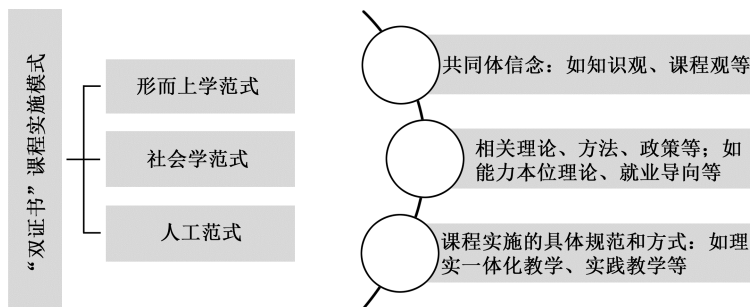 “双证书”课程实施模式
形而上学范式
社会学范式
人工范式
共同体信念：如知识观、课程观等
相关理论、方法、政策等；如
能力本位理论、就业导向等
课程实施的具体规范和方式：如理
实一体化教学、实践教学等